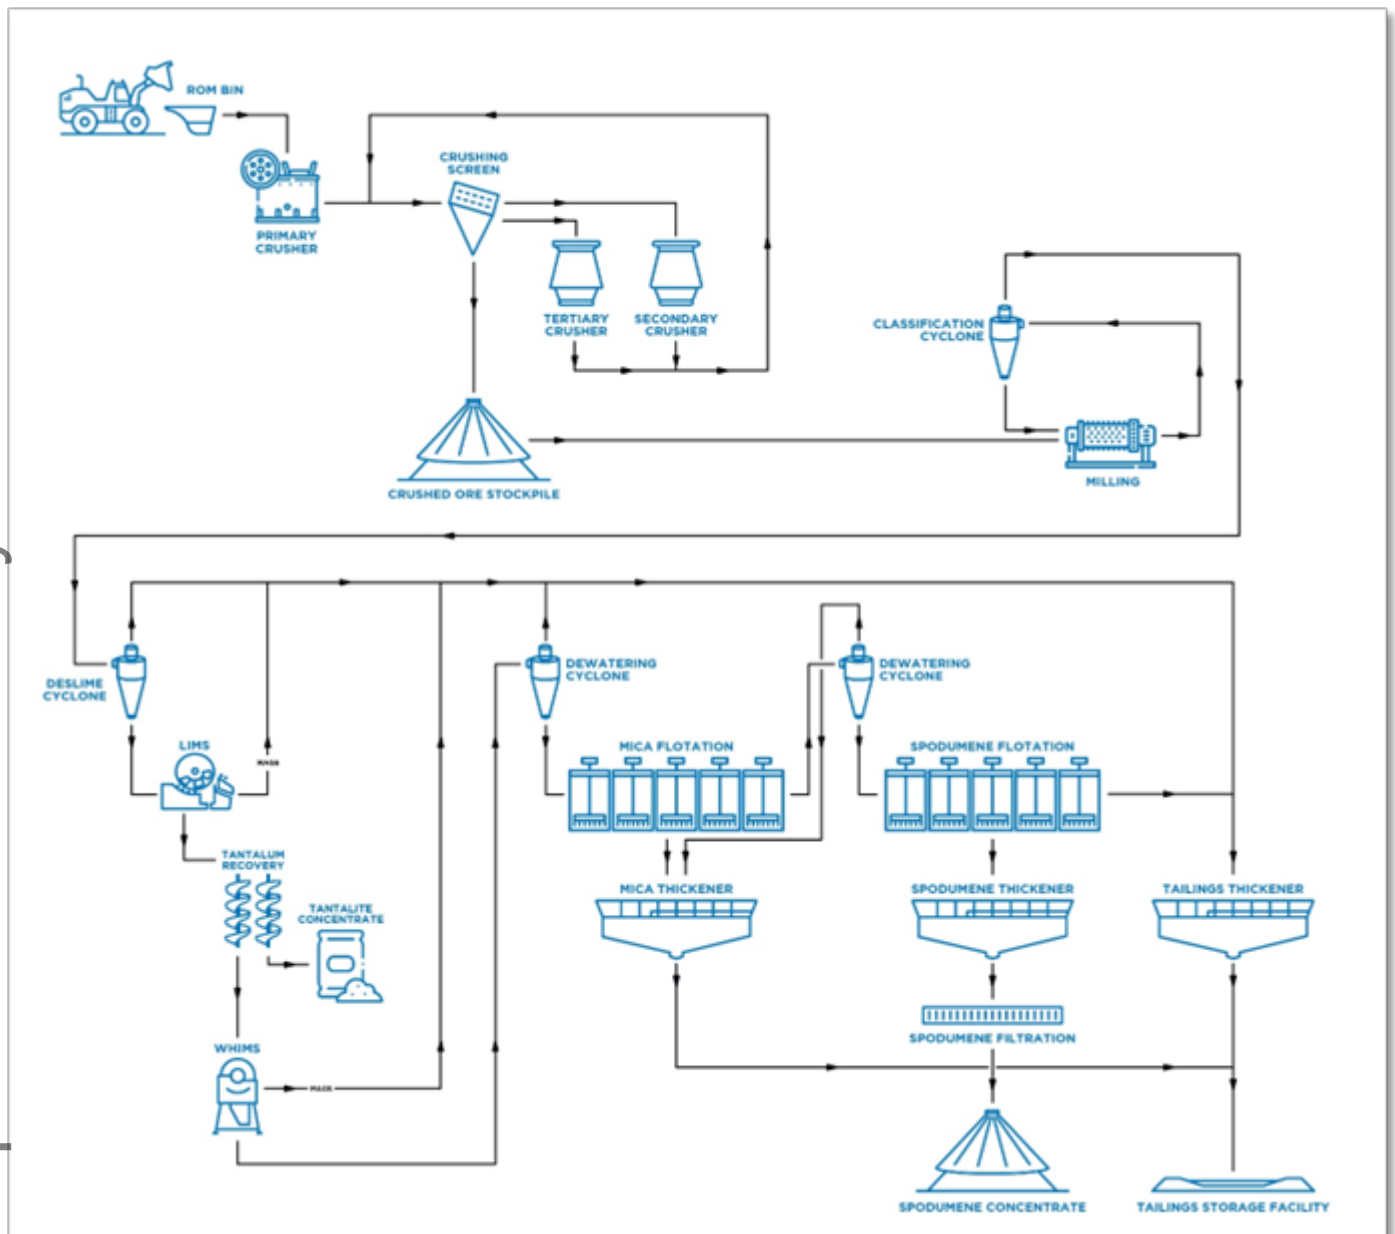 ROM BIN
CRUSHING
SCREEN
PRIMARY
CRUSHER
TERTIARY
CRUSHER
SECONDARY
CRUSHER
CLASSIFICATION
CYCLONE
MILLING
CRUSHED ORE STOCKPILE
DESLIME
CYCLONE
DEWATERING
CYCLONE
DEWATERING
CYCLONE
LIMS
MICA FLOTATION
SPODUMENE FLOTATION
TANTALUM
RECOVERY
TANTALITE
CONCENTRATE
MICA THICKENER
SPODUMENE THICKENER
TAILINGS THICKENER
SPODUMENE FILTRATION
WHIMS
SPODUMENE CONCENTRATE
TAILINGS STORAGE FACILITY